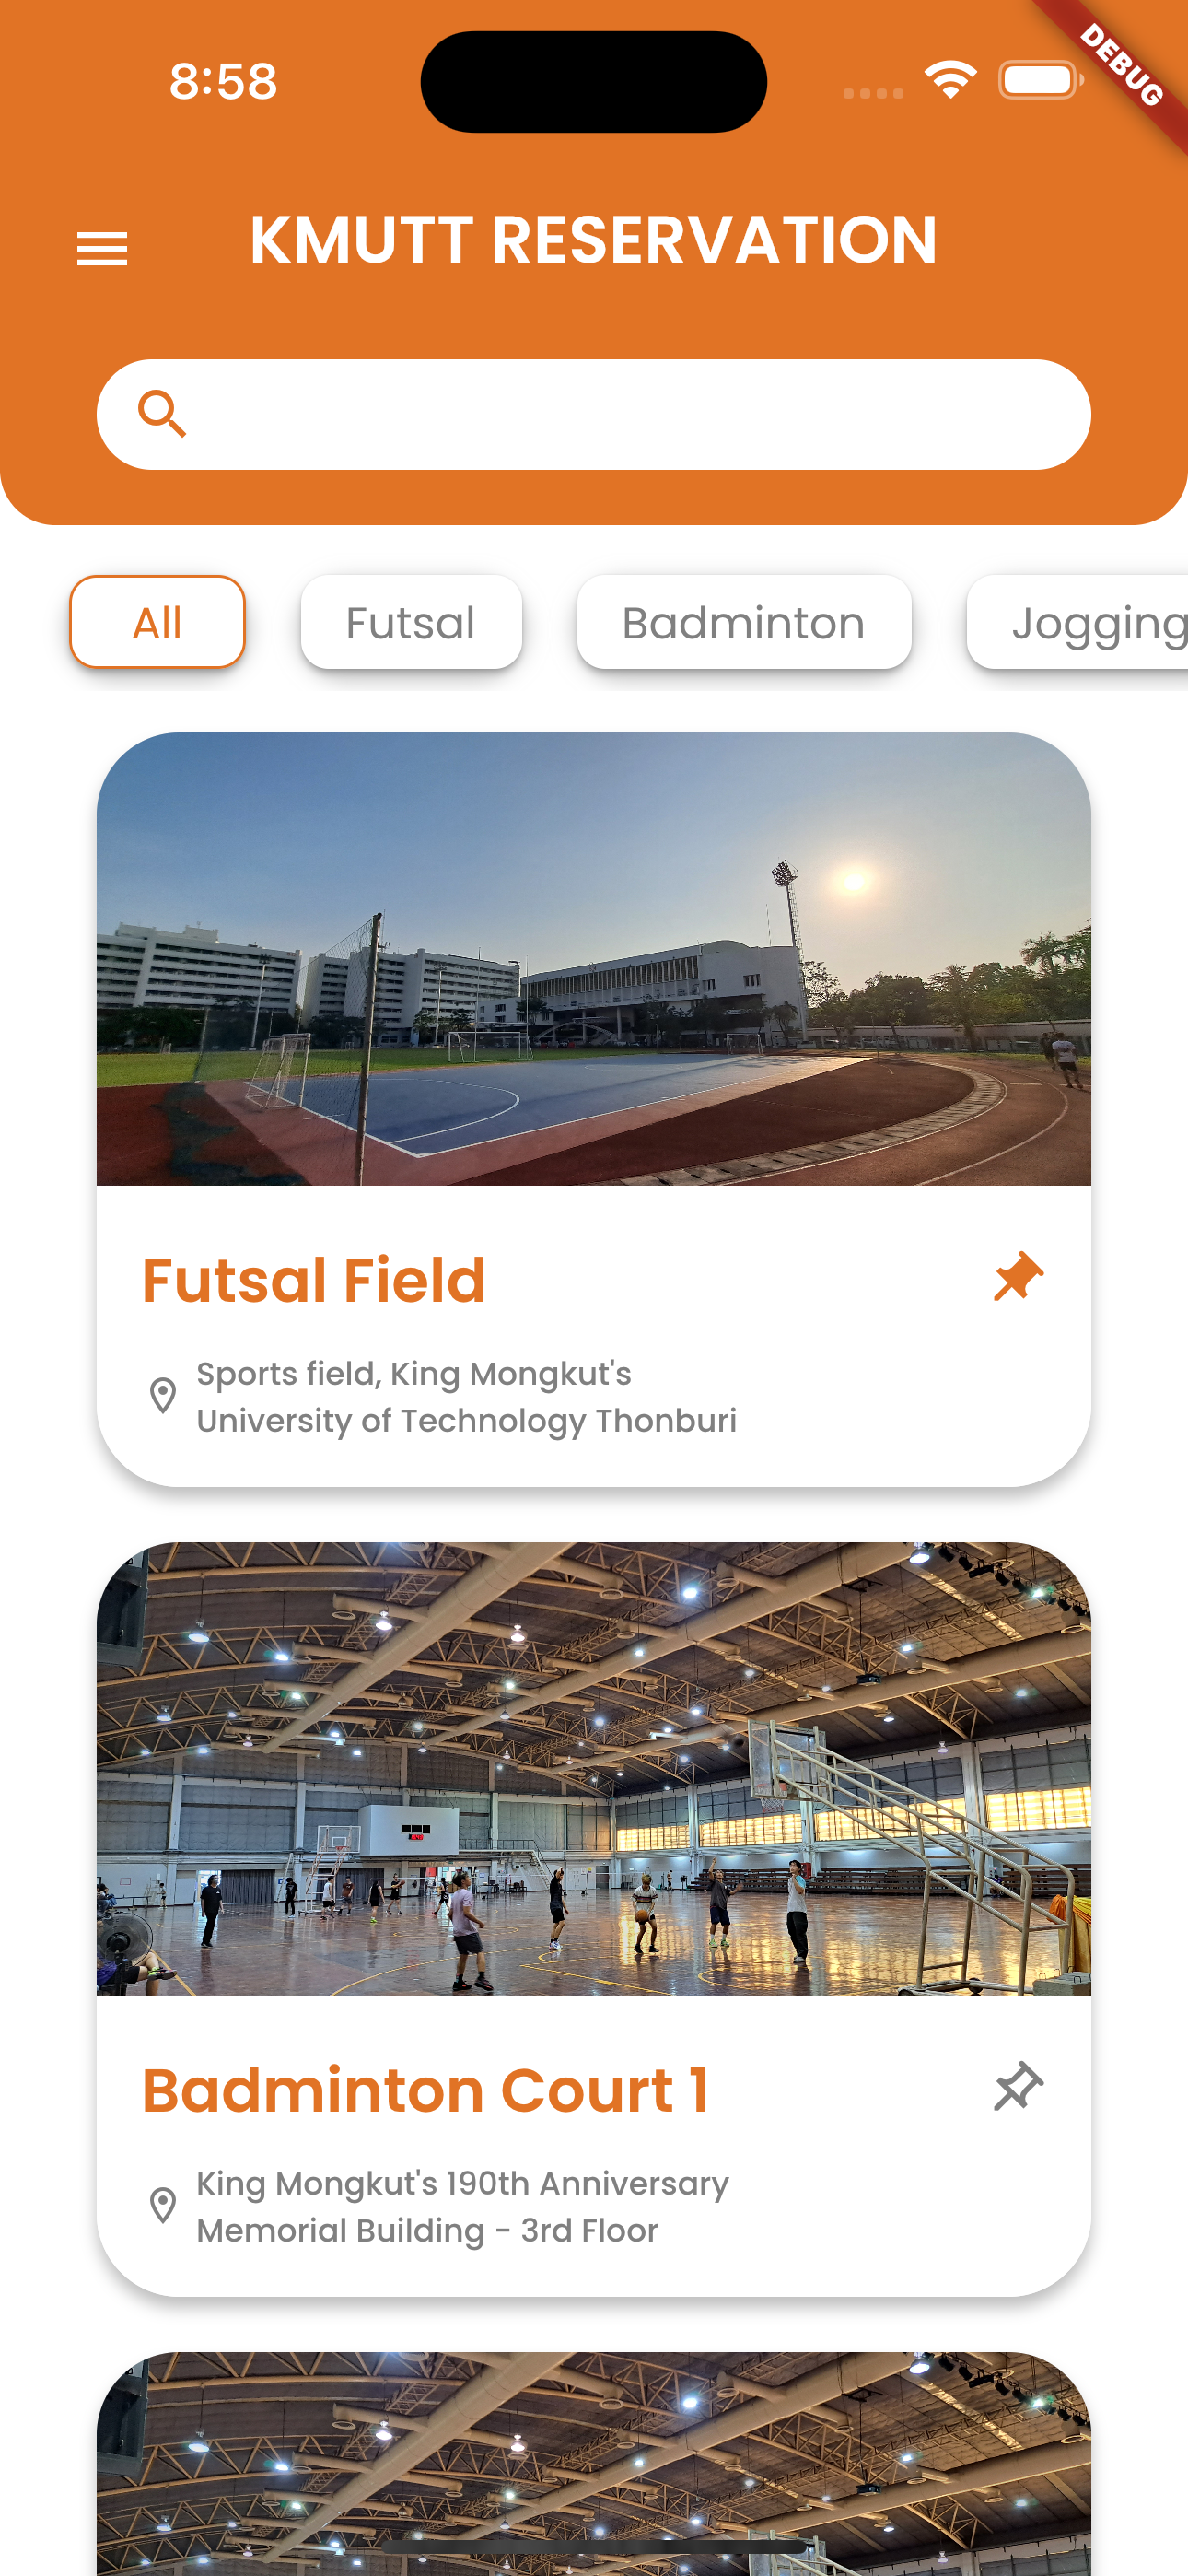 8:58
DEBUG
KMUTT RESERVATION
All
Futsal
Badminton
Jogging
Futsal Field
Sports field, King Mongkut's
University of Technology Thonburi
Badminton Court 1
King Mongkut's 190th Anniversary
Memorial Building - 3rd Floor